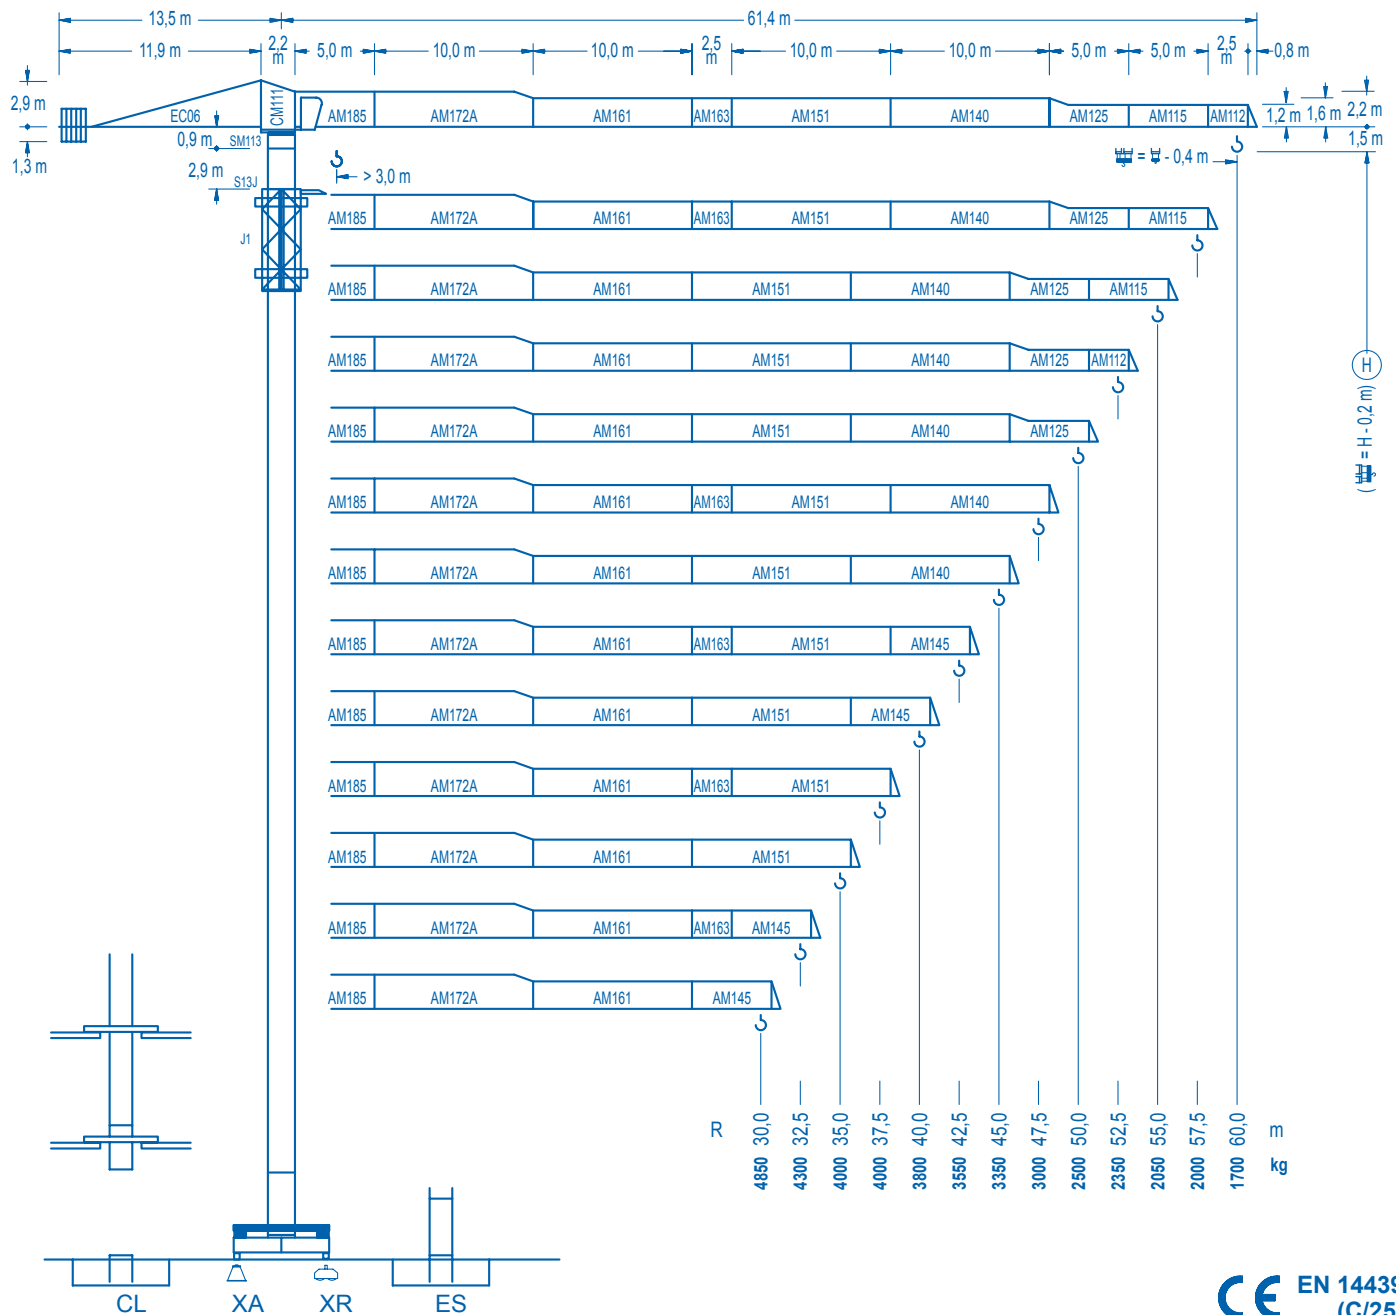 13,5 m 61,4 m
11,9 m 2,2 m 5,0 m 10,0 m 10,0 m 2,5 m 10,0 m 10,0 m 5,0 m 5,0 m 2,5 m 0,8 m
2,9 m EC06 CM111 AM185 AM172A AM161 AM163 AM151 AM140 AM125 AM115 AM112 1,2 m 1,6 m 2,2 m
1,3 m 0,9 m SM113 = - 0,4 m 1,5 m
2,9 m S13J > 3,0 m
AM185 AM172A AM161 AM163 AM151 AM140 AM125 AM115
J1
AM185 AM172A AM161 AM151 AM140 AM125 AM115
AM185 AM172A AM161 AM151 AM140 AM125 AM112
H
( = H - 0,2 m)
AM185 AM172A AM161 AM151 AM140 AM125
AM185 AM172A AM161 AM163 AM151 AM140
AM185 AM172A AM161 AM151 AM140
AM185 AM172A AM161 AM163 AM151 AM145
AM185 AM172A AM161 AM151 AM145
AM185 AM172A AM161 AM163 AM151
AM185 AM172A AM161 AM151
AM185 AM172A AM161 AM163 AM145
AM185 AM172A AM161 AM145
R 30,0 32,5 35,0 37,5 40,0 42,5 45,0 47,5 50,0 52,5 55,0 57,5 60,0 m
4850 4300 4000 4000 3800 3550 3350 3000 2500 2350 2050 2000 1700 kg
CL XA XR ES
CE EN 14439
(C/25